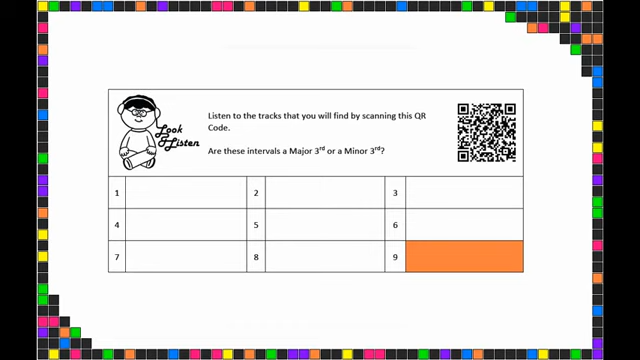 Look
&
Listen
Listen to the tracks that you will find by scanning this QR
Code.
Are these intervals a Major 3rd or a Minor 3rd?
1 2 3
4 5 6
7 8 9